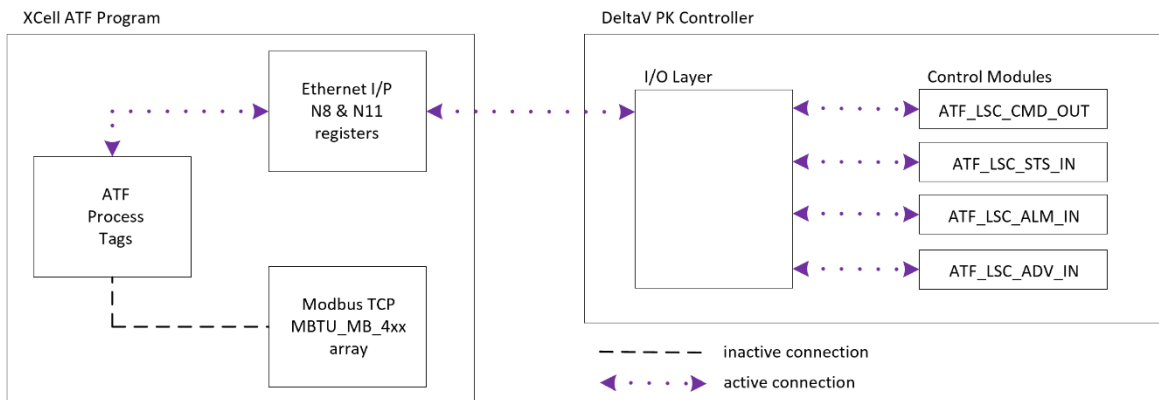 XCell ATF Program
Ethernet I/P
N8 & N11
registers
ATF
Process
Tags
Modbus TCP
MBTU_MB_4xx
array
DeltaV PK Controller
I/O Layer
Control Modules
ATF_LSC_CMD_OUT
ATF_LSC_STS_IN
ATF_LSC_ALM_IN
ATF_LSC_ADV_IN
inactive connection
active connection